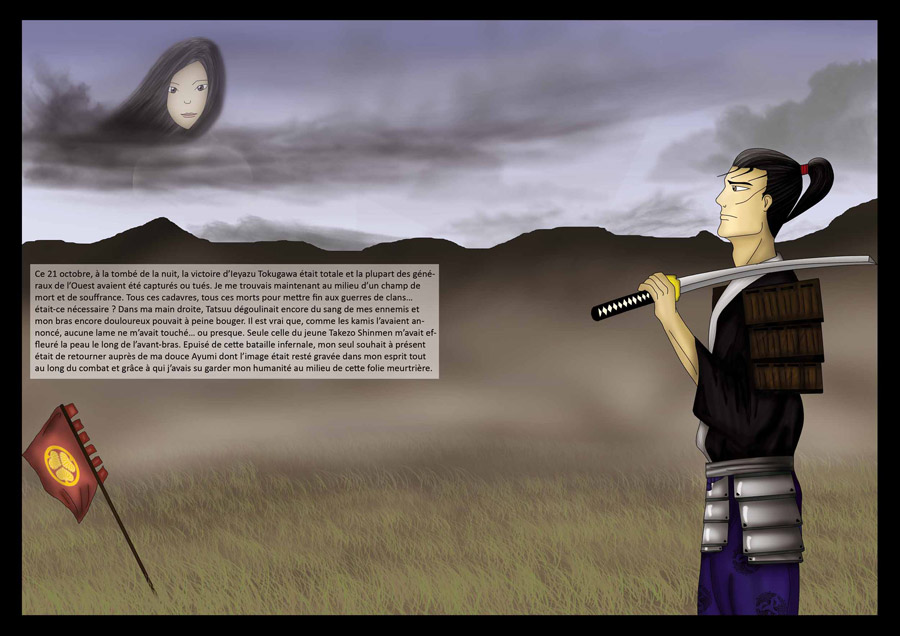 Ce 21 octobre, à la tombé de la nuit, la victoire d'Ieyazu Tokugawa était totale et la plupart des géné-
raux de l'Ouest avaient été capturés ou tués. Je me trouvais maintenant au milieu d'un champ de
mort et de souffrance. Tous ces cadavres, tous ces morts pour mettre fin aux guerres de clans...
était-ce nécessaire ? Dans ma main droite, Tatsuu dégoulinait encore du sang de mes ennemis et
mon bras encore douloureux pouvait à peine bouger. Il est vrai que, comme les kamis l'avaient an-
noncé, aucune lame ne m'avait touché... ou presque. Seule celle du jeune Takezo Shinmen m'avait ef-
fleuré la peau le long de l'avant-bras. Epuisé de cette bataille infernale, mon seul souhait à présent
était de retourner auprès de ma douce Ayumi dont l'image était resté gravée dans mon esprit tout
au long du combat et grâce à qui j'avais su garder mon humanité au milieu de cette folie meurtrière.